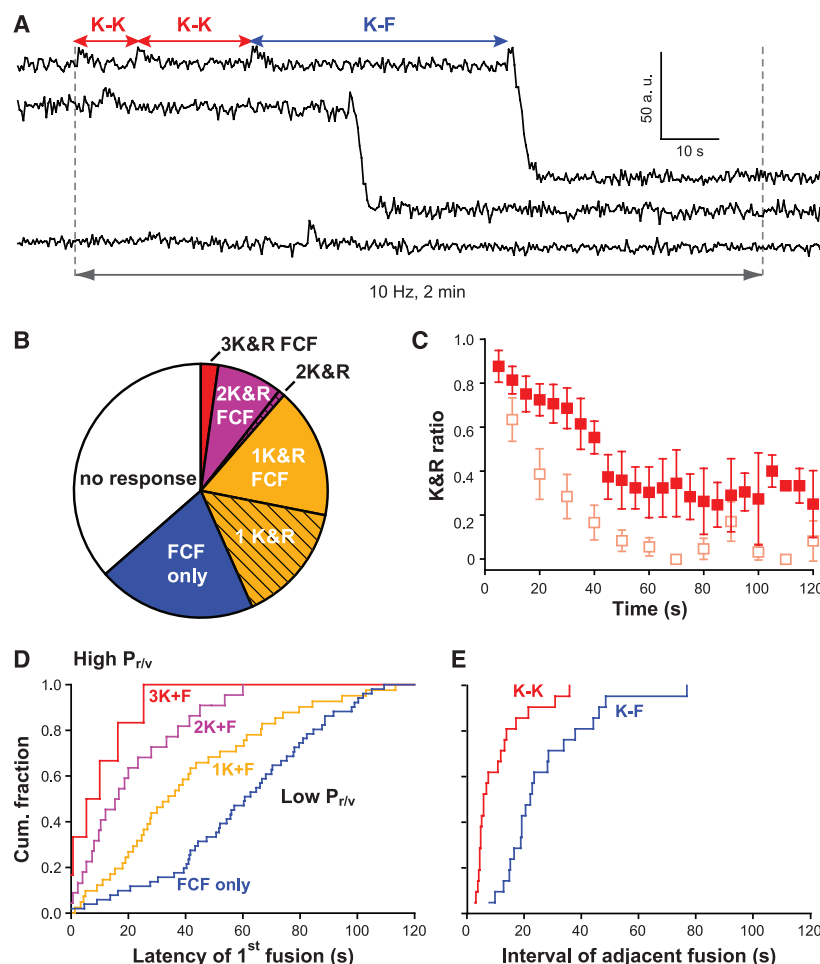 A
K-K K-K K-F
50 a. u.
10 s
10 Hz, 2 min
B
3K&R FCF
2K&R
FCF
2K&R
1K&R
FCF
1 K&R
FCF
only
no response
C
K&R ratio
1.0
0.8
0.6
0.4
0.2
0
0 20 40 60 80 100 120
Time (s)
D
High Pr/v
Cum. fraction
1.0
0.8
0.6
0.4
0.2
0.0
3K+F
2K+F
1K+F
Low Pr/v
FCF only
0 20 40 60 80 100 120
Latency of 1st fusion (s)
E
K-K
K-F
0 20 40 60 80 100 120
Interval of adjacent fusion (s)